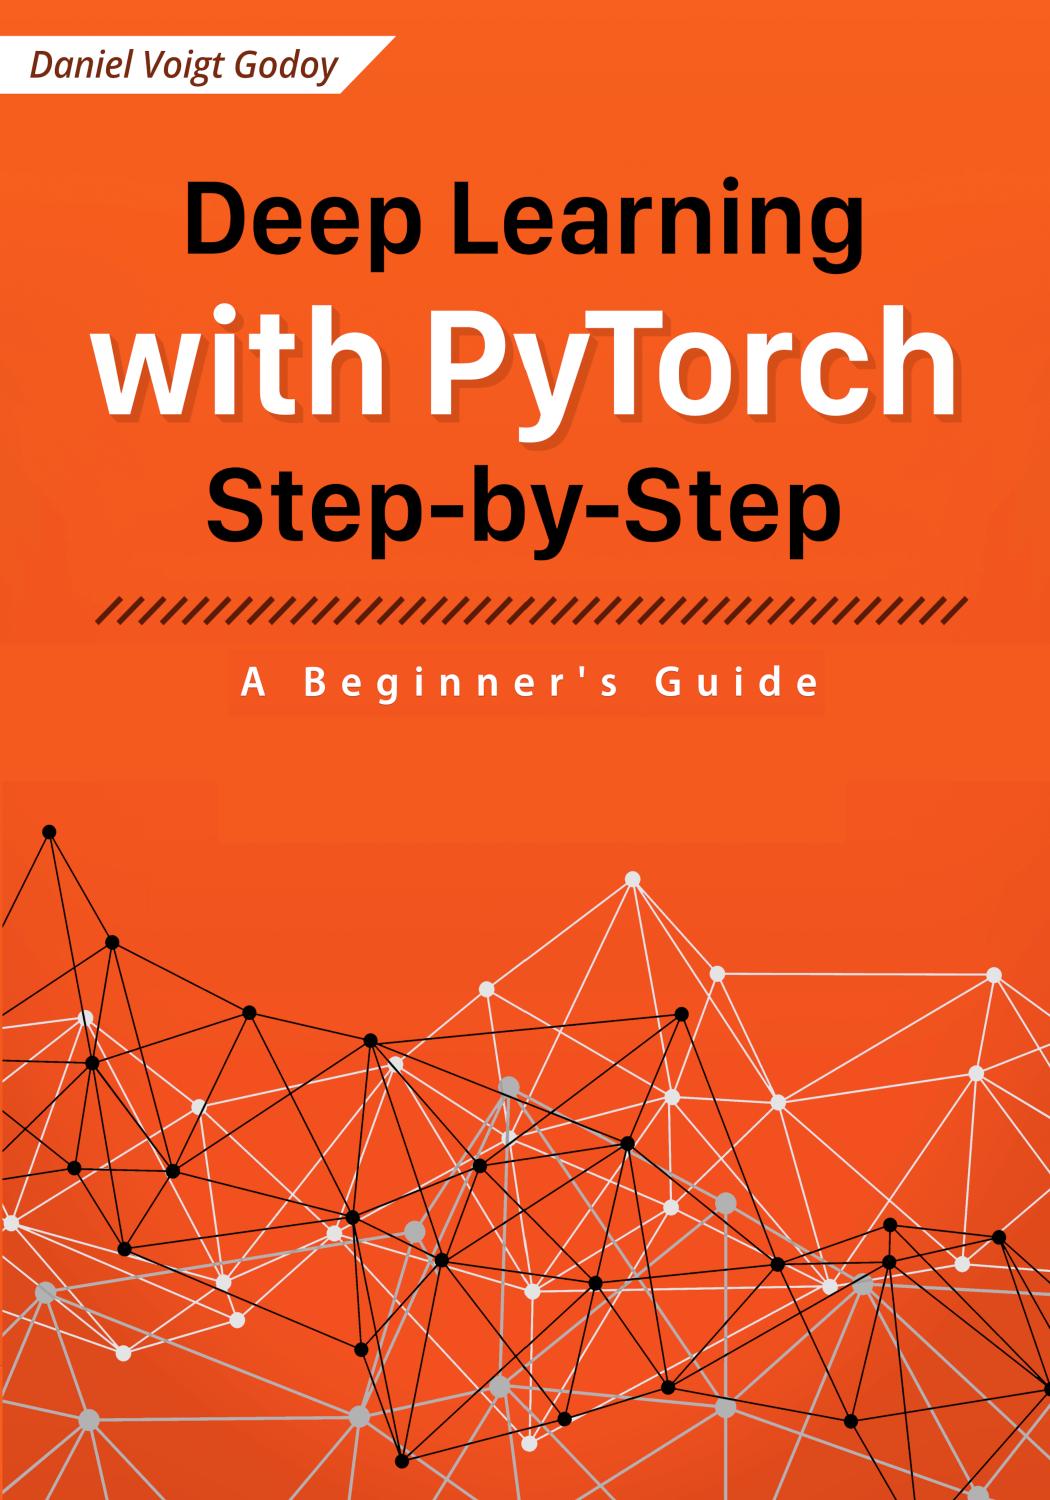 Daniel Voigt Godoy
Deep Learning
with PyTorch
Step-by-Step
A Beginner's Guide